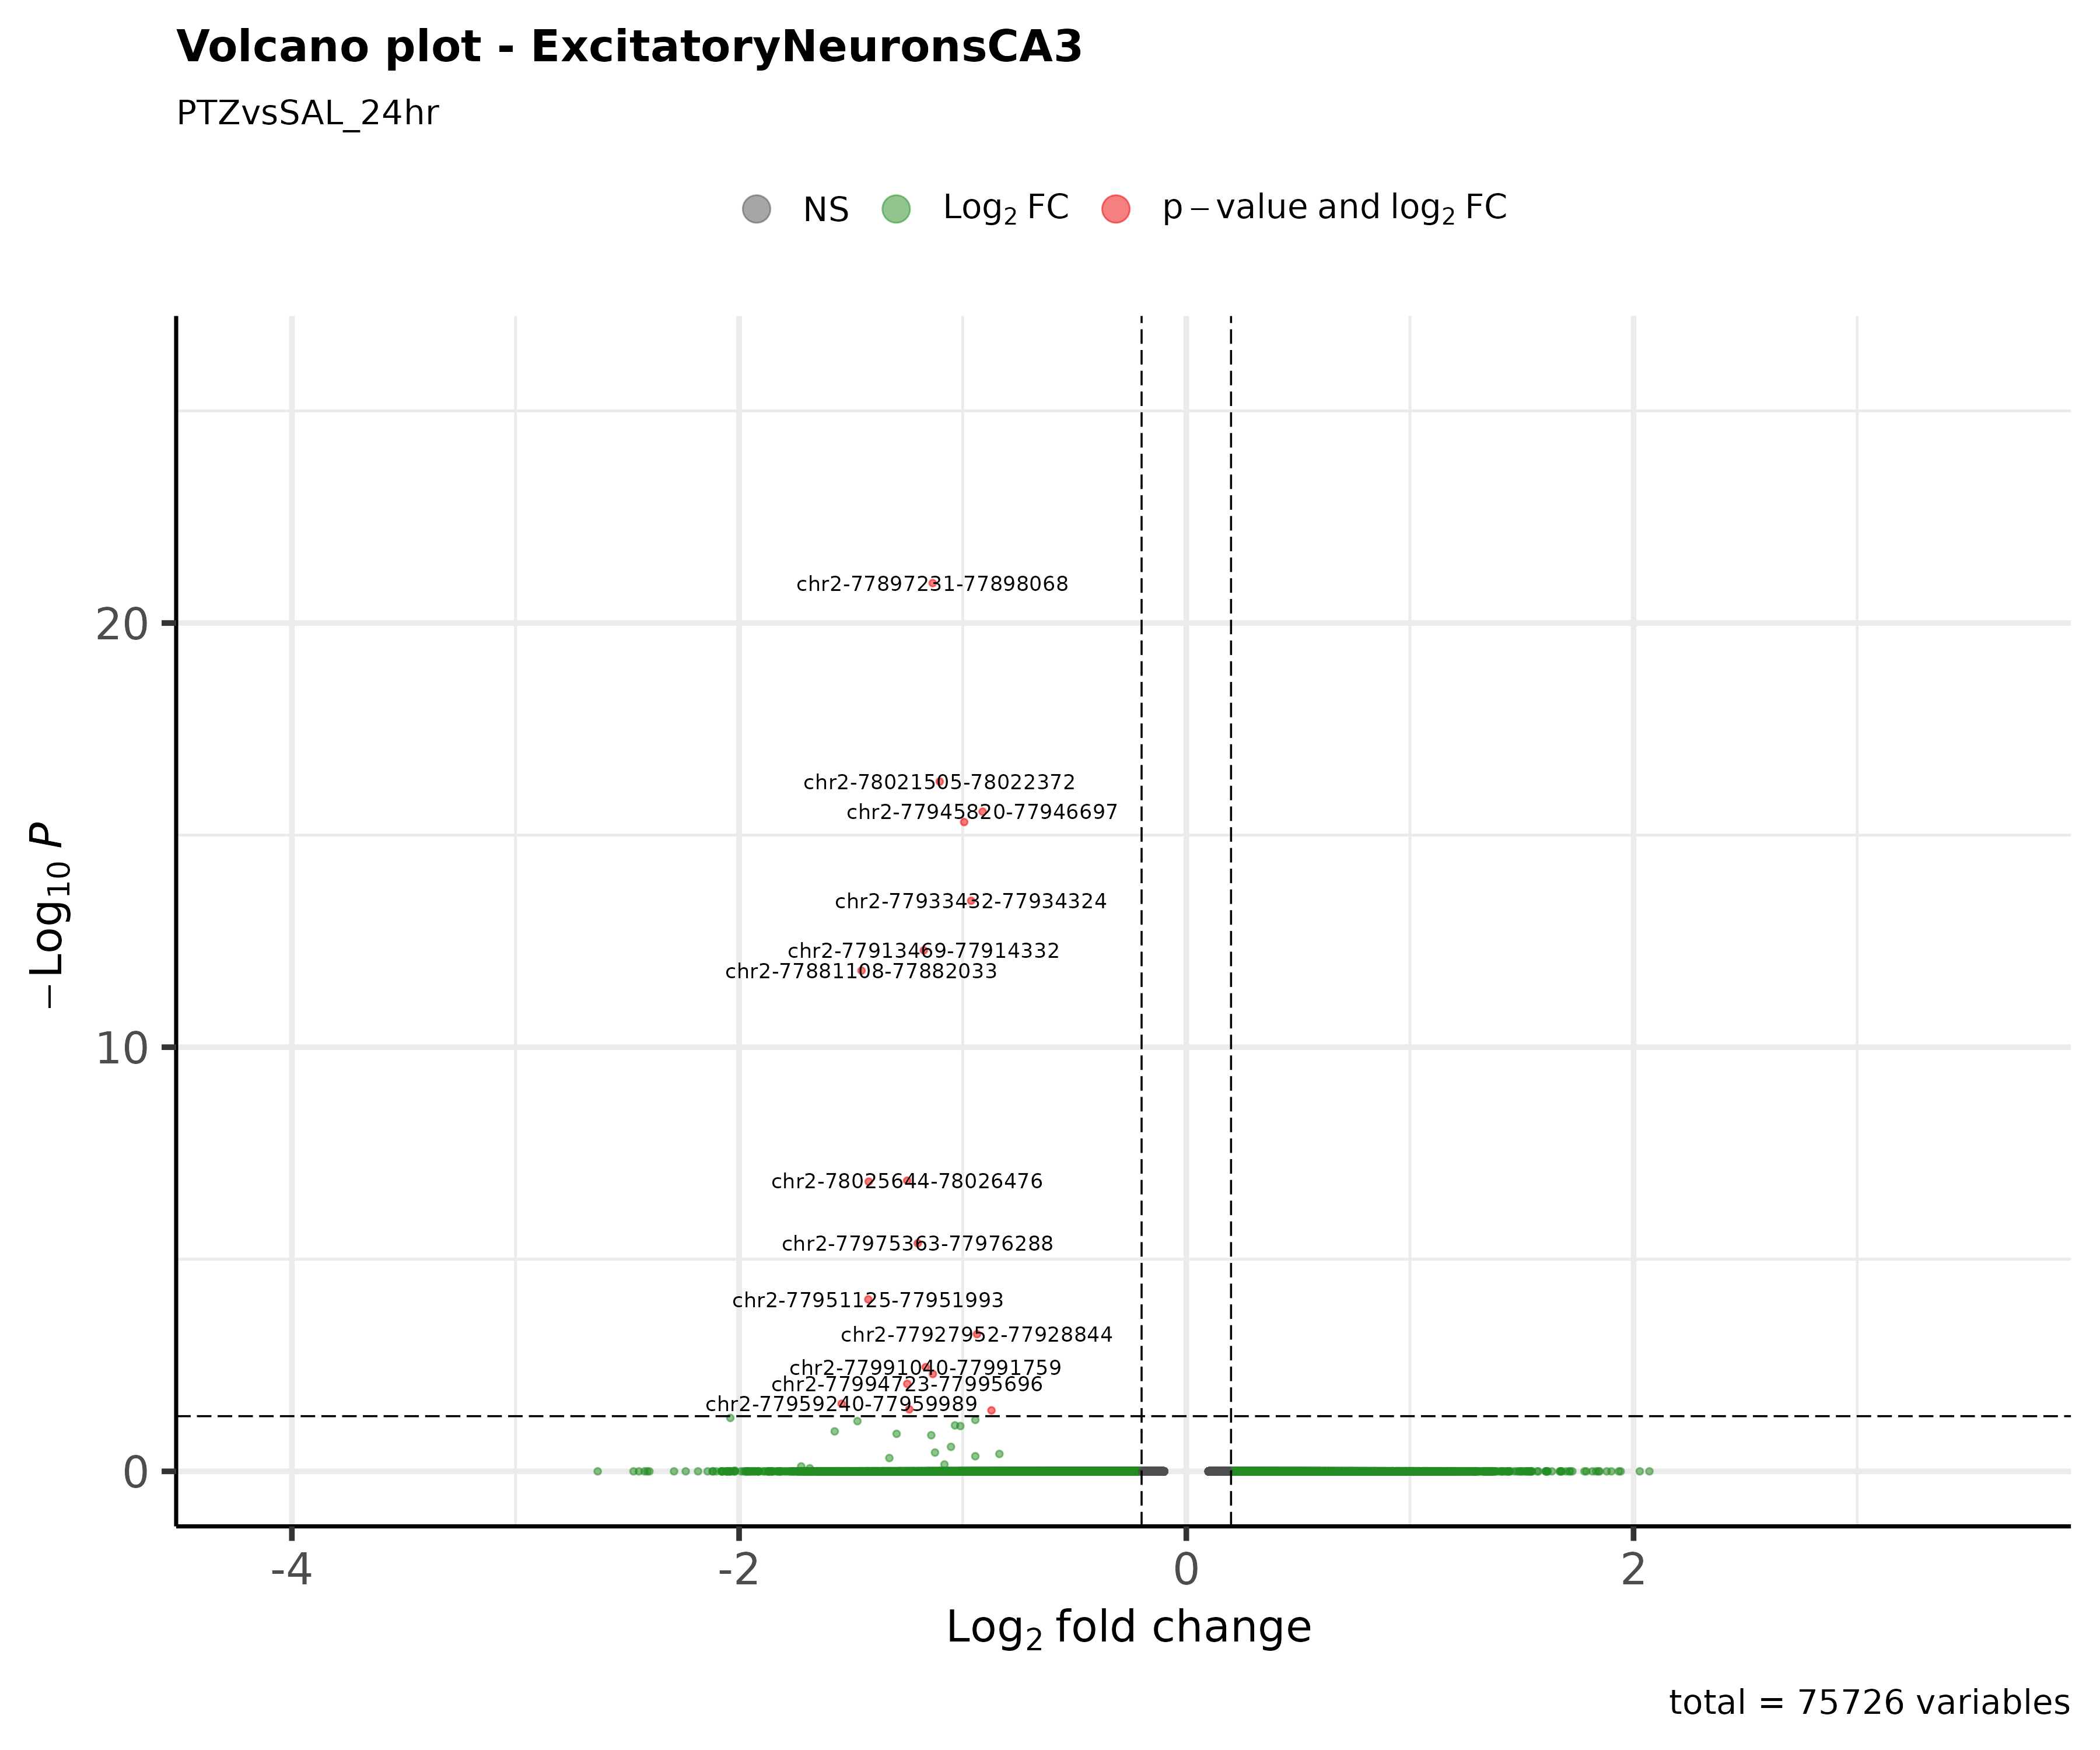 Volcano plot - ExcitatoryNeuronsCA3
PTZvsSAL_24hr
NS Log₂ FC p – value and log₂ FC
– Log₁₀ P
20
10
0
chr2-77897231-77898068
chr2-78021505-78022372
chr2-77945820-77946697
chr2-77933432-77934324
chr2-77913469-77914332
chr2-77881108-77882033
chr2-78025644-78026476
chr2-77975363-77976288
chr2-77951125-77951993
chr2-77927952-77928844
chr2-77991040-77991759
chr2-77994723-77995696
chr2-77959240-77959989
-4 -2 0 2
Log₂ fold change
total = 75726 variables